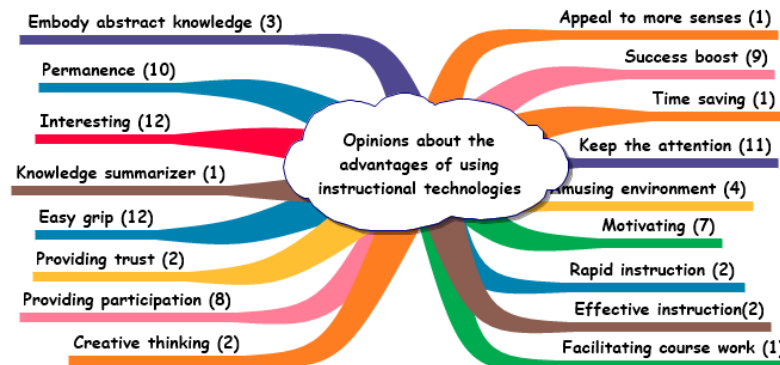 Embody abstract knowledge (3)
Permanence (10)
Interesting (12)
Knowledge summarizer (1)
Easy grip (12)
Providing trust (2)
Providing participation (8)
Creative thinking (2)
Opinions about the
advantages of using
instructional technologies
Appeal to more senses (1)
Success boost (9)
Time saving (1)
Keep the attention (11)
environment (4)
Motivating (7)
Rapid instruction (2)
Effective instruction(2)
Facilitating course work (1)